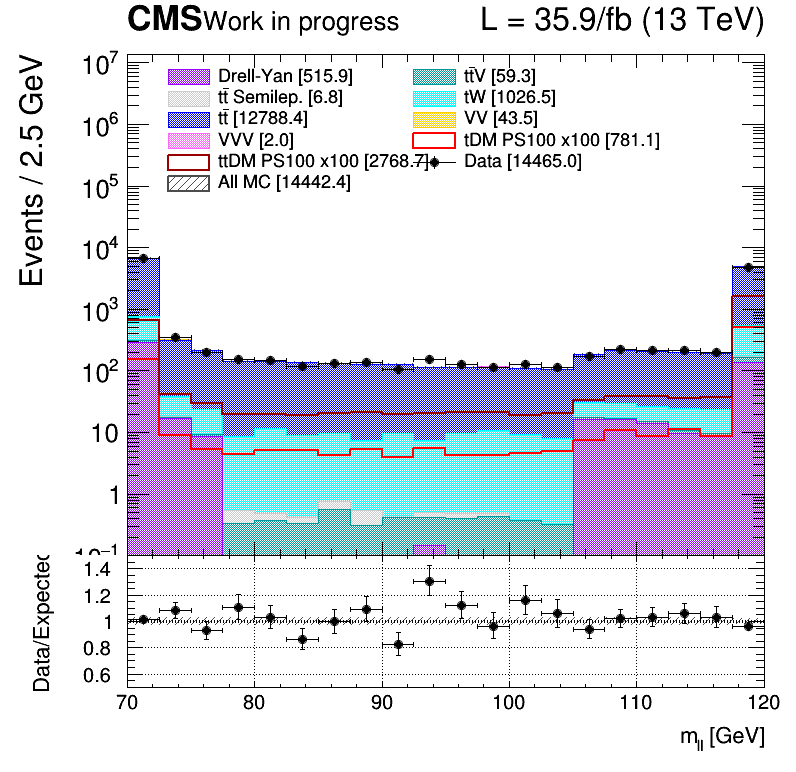 CMS Work in progress L = 35.9/fb (13 TeV)
Events / 2.5 GeV
10⁷
10⁶
10⁵
10⁴
10³
10²
10
1
10⁻¹
Drell-Yan [515.9]
tt̄ Semilep. [6.8]
tt̄ [12788.4]
VVV [2.0]
ttDM PS100 x100 [2768.7]
All MC [14442.4]
tt̄V [59.3]
tW [1026.5]
VV [43.5]
tDM PS100 x100 [781.1]
Data [14465.0]
Data/Expected
1.4
1.2
1
0.8
0.6
70 80 90 100 110 120
m_ll [GeV]